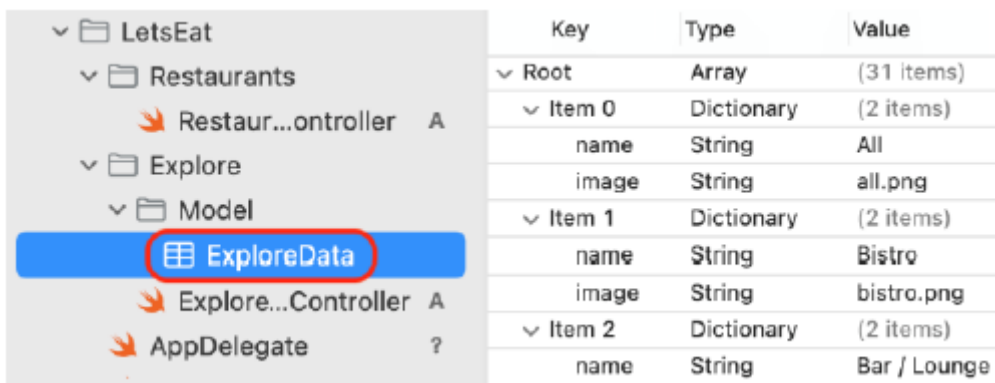 LetsEat
Restaurants
Restaur...ontroller A
Explore
Model
ExploreData
Explore...Controller A
AppDelegate ?
Key Type Value
Root Array (31 items)
Item 0 Dictionary (2 items)
name String All
image String all.png
Item 1 Dictionary (2 items)
name String Bistro
image String bistro.png
Item 2 Dictionary (2 items)
name String Bar / Lounge